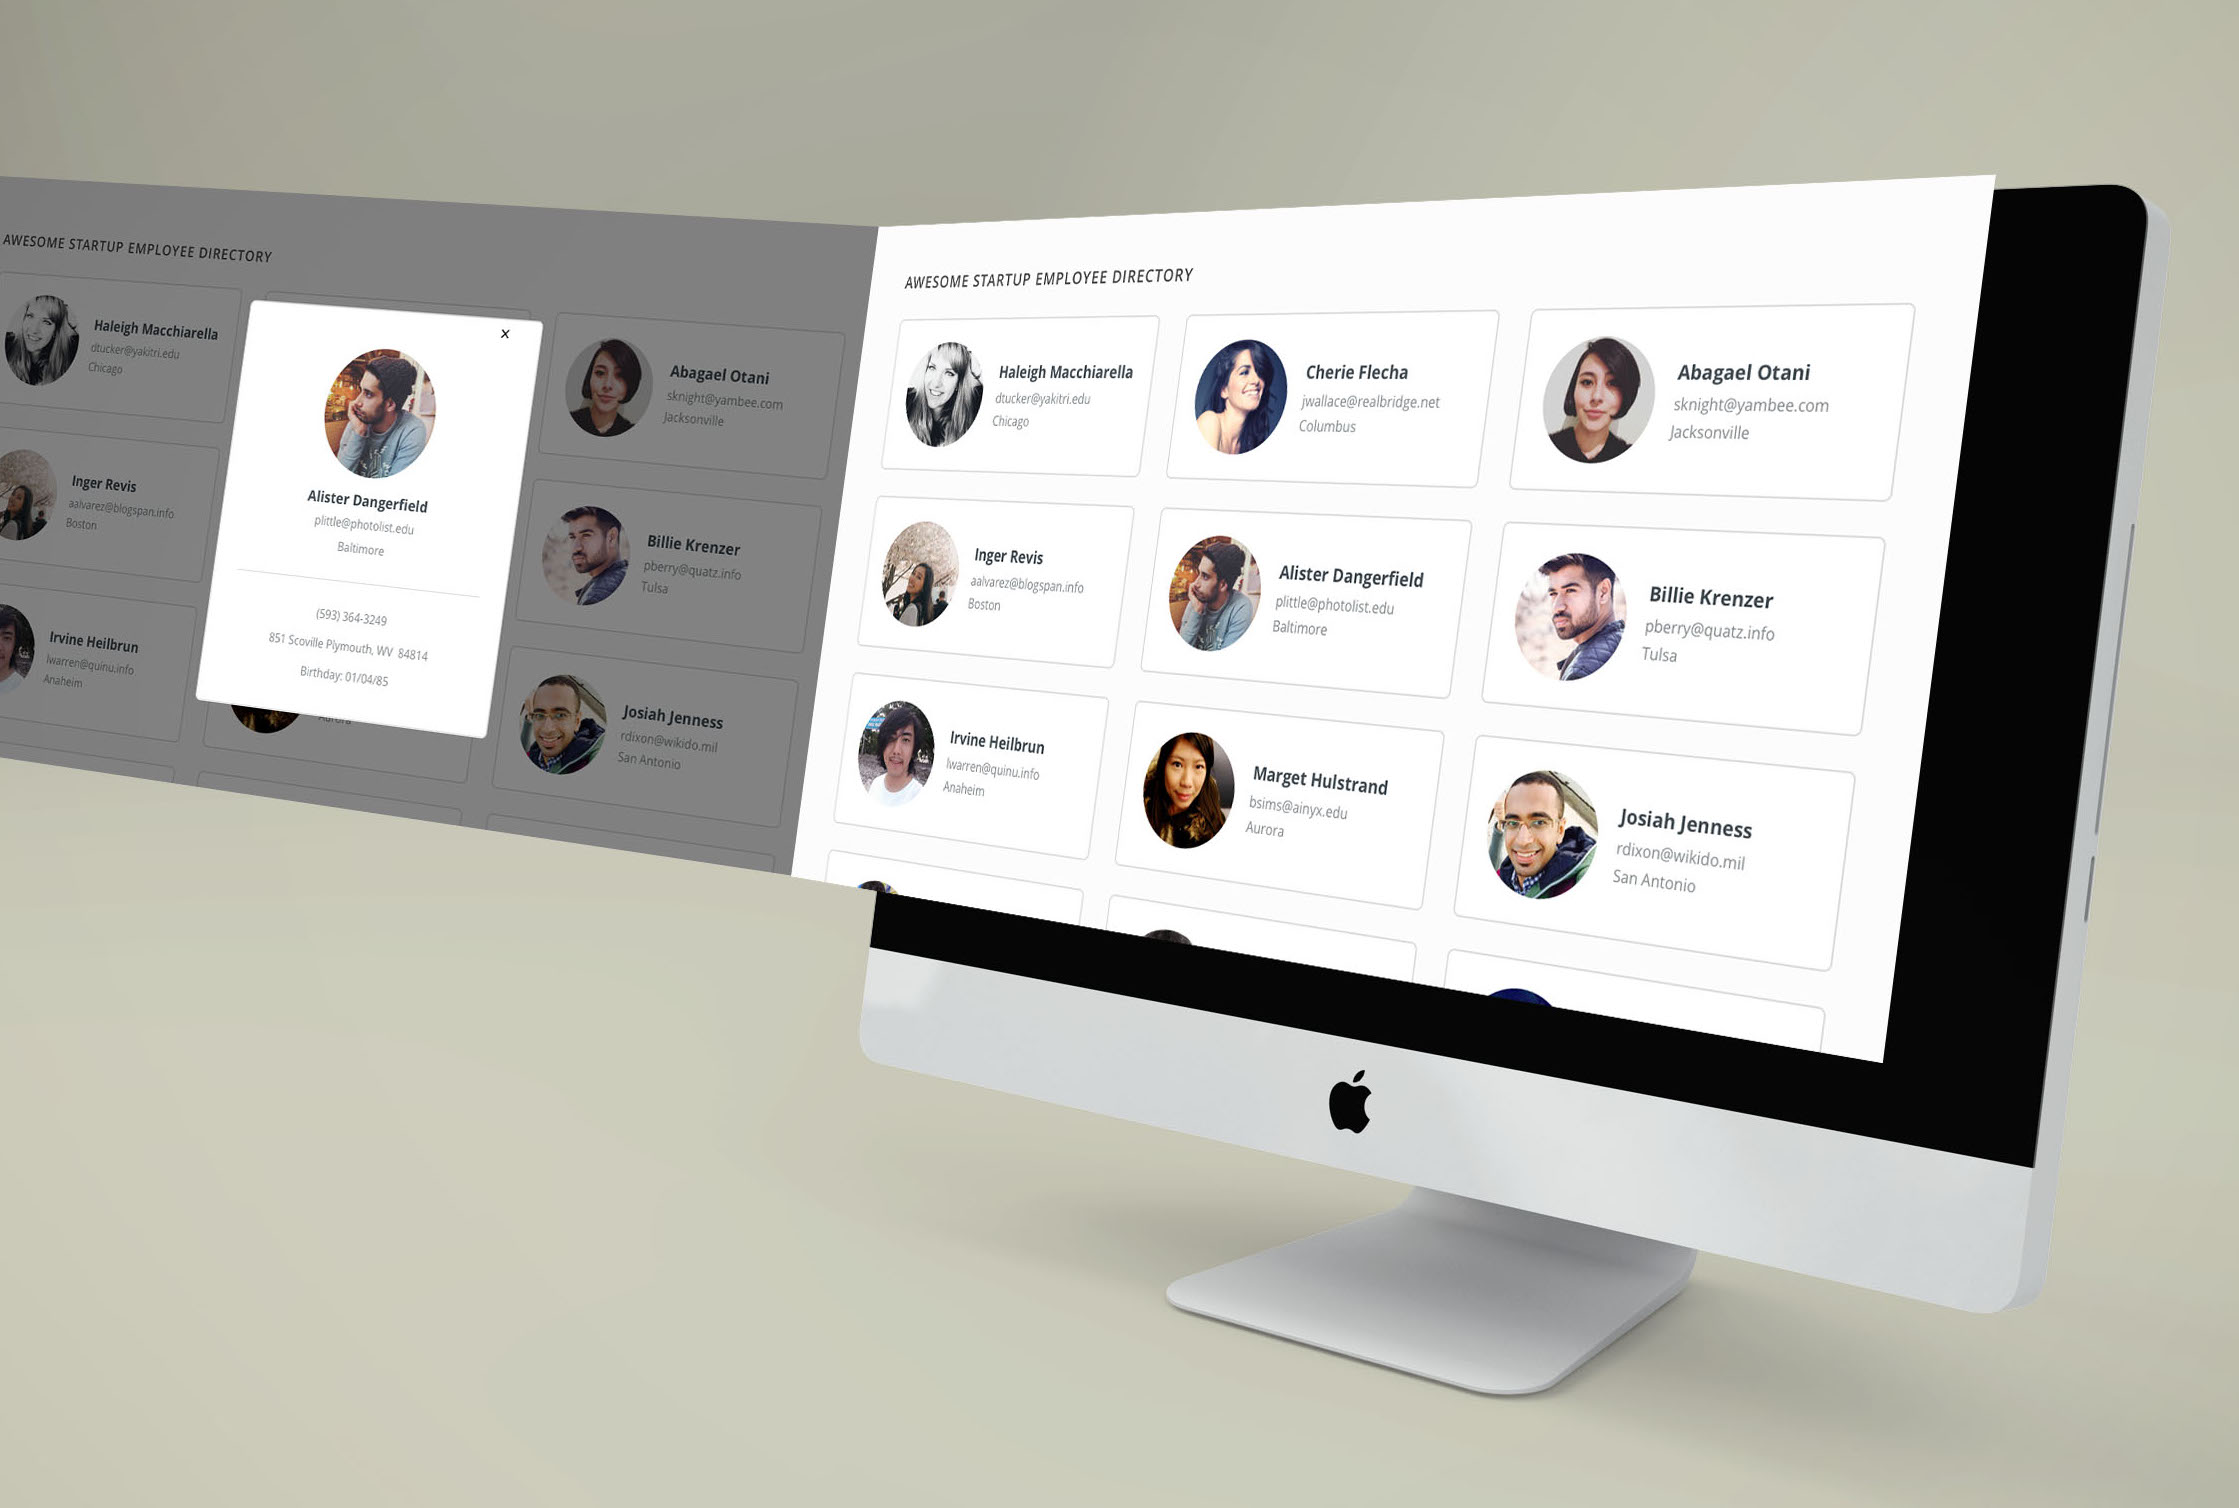 AWESOME STARTUP EMPLOYEE DIRECTORY
Haleigh Macchiarella
dtucker@yakitri.edu
Chicago
Inger Revis
aalvarez@blogspan.info
Boston
Irvine Heilbrun
lwarren@quinu.info
Anaheim
×
Alister Dangerfield
plittle@photolist.edu
Baltimore
(593) 364-3249
851 Scoville Plymouth, WV 84814
Birthday: 01/04/85
Aurora
Abagael Otani
sknight@yambee.com
Jacksonville
Billie Krenzer
pberry@quatz.info
Tulsa
Josiah Jenness
rdixon@wikido.mil
San Antonio
AWESOME STARTUP EMPLOYEE DIRECTORY
Haleigh Macchiarella
dtucker@yakitri.edu
Chicago
Cherie Flecha
jwallace@realbridge.net
Columbus
Abagael Otani
sknight@yambee.com
Jacksonville
Inger Revis
aalvarez@blogspan.info
Boston
Alister Dangerfield
plittle@photolist.edu
Baltimore
Billie Krenzer
pberry@quatz.info
Tulsa
Irvine Heilbrun
lwarren@quinu.info
Anaheim
Marget Hulstrand
bsims@ainyx.edu
Aurora
Josiah Jenness
rdixon@wikido.mil
San Antonio